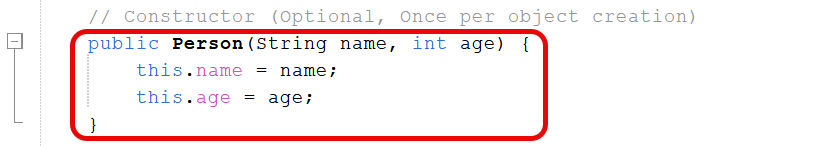 // Constructor (Optional, Once per object creation)
public Person(String name, int age) {
this.name = name;
this.age = age;
}